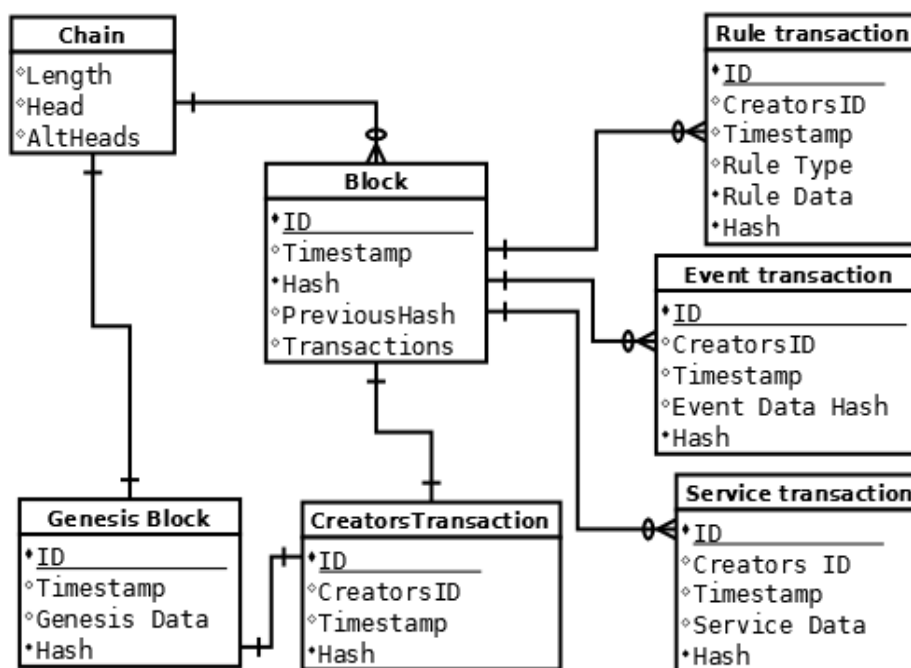 Chain
Length
Head
AltHeads
Block
ID
Timestamp
Hash
PreviousHash
Transactions
Rule transaction
ID
CreatorsID
Timestamp
Rule Type
Rule Data
Hash
Event transaction
ID
CreatorsID
Timestamp
Event Data Hash
Hash
Genesis Block
ID
Timestamp
Genesis Data
Hash
CreatorsTransaction
ID
CreatorsID
Timestamp
Hash
Service transaction
ID
Creators ID
Timestamp
Service Data
Hash